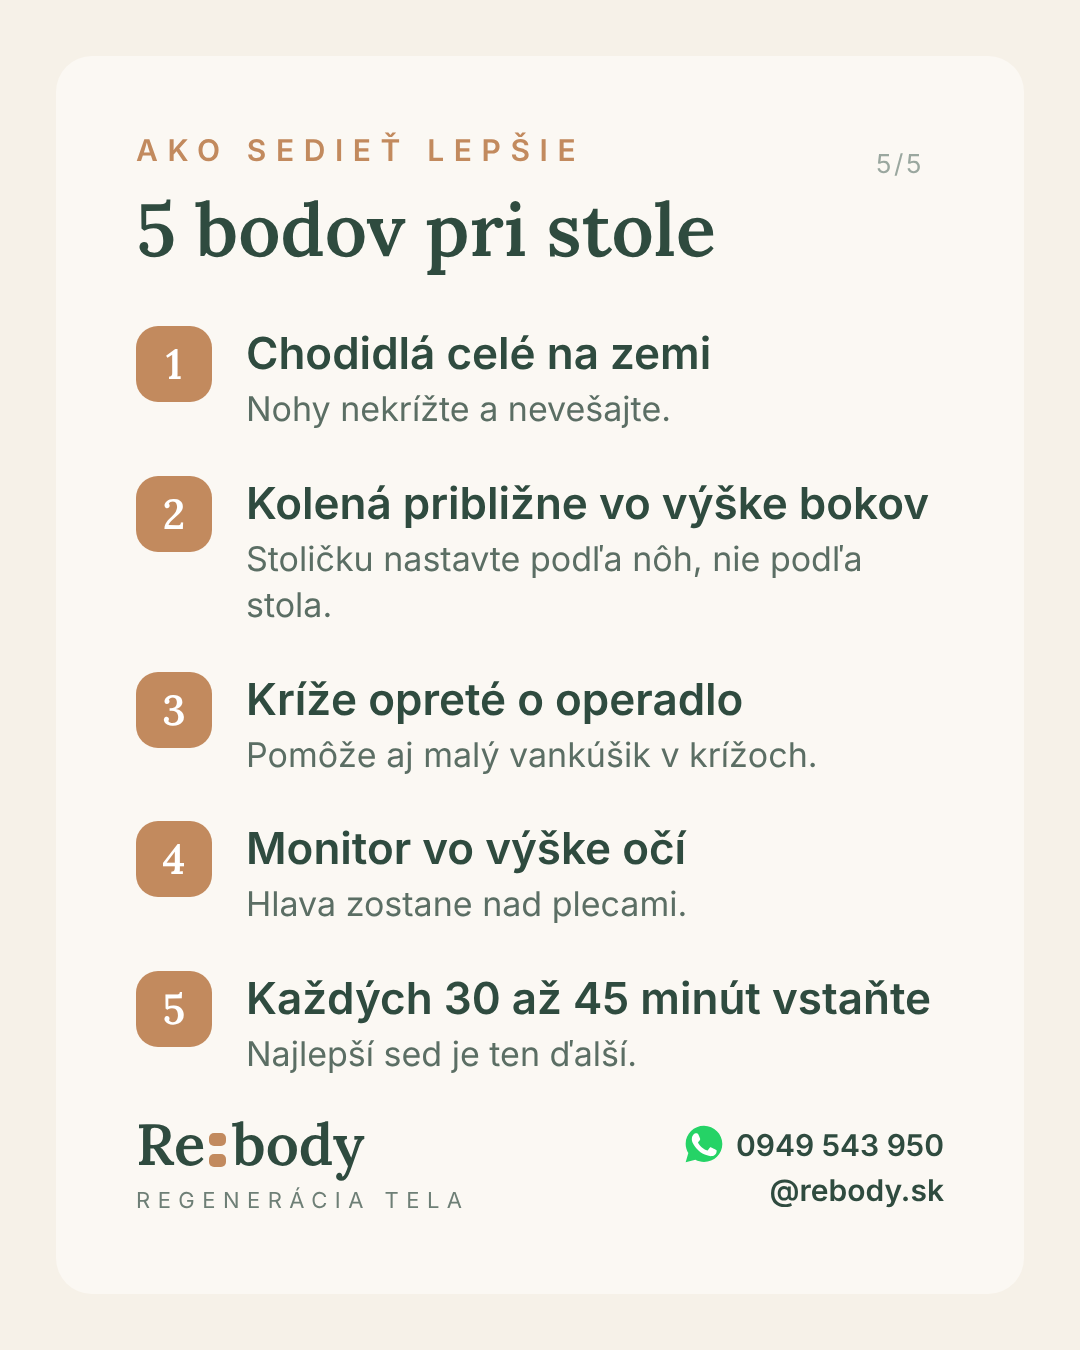 AKO SEDIEŤ LEPŠIE
5/5
5 bodov pri stole
1
Chodidlá celé na zemi
Nohy nekrížte a nevešajte.
2
Kolená približne vo výške bokov
Stoličku nastavte podľa nôh, nie podľa
stola.
3
Kríže opreté o operadlo
Pomôže aj malý vankúšik v krížoch.
4
Monitor vo výške očí
Hlava zostane nad plecami.
5
Každých 30 až 45 minút vstaňte
Najlepší sed je ten ďalší.
Re:body
REGENERÁCIA TELA
0949 543 950
@rebody.sk